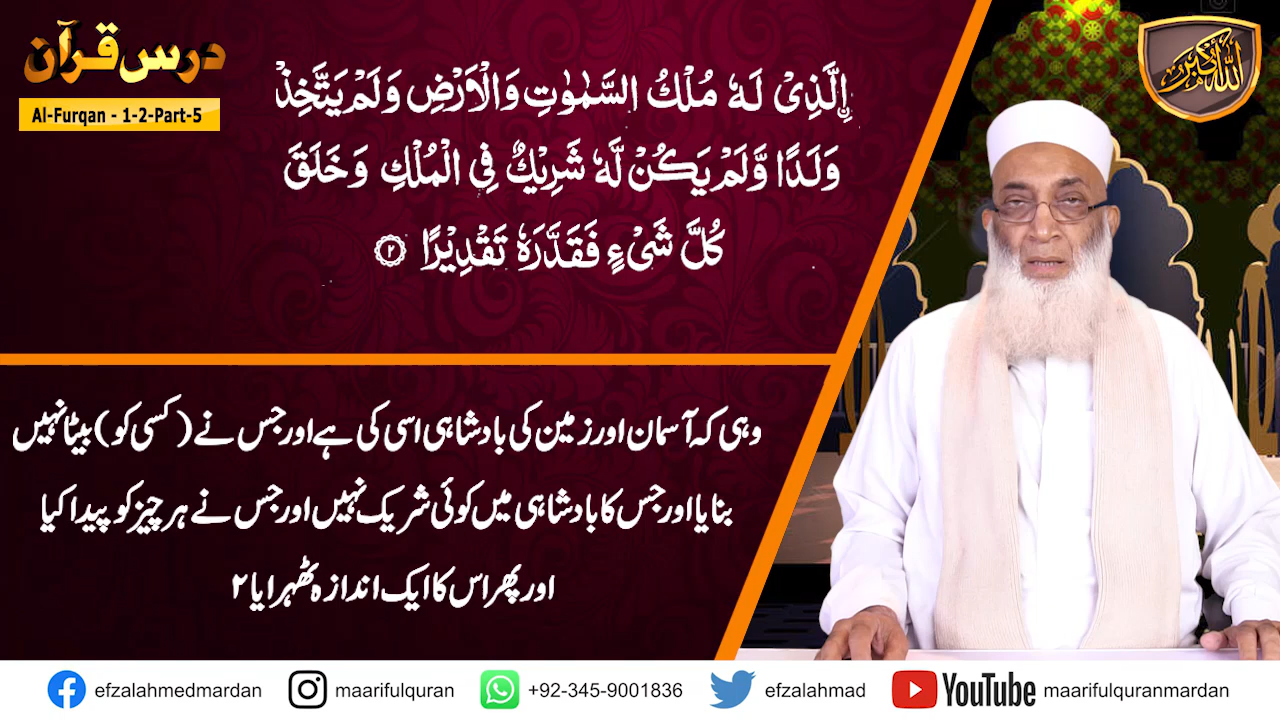 درس قرآن
Al-Furqan - 1-2-Part-5
اللہ اکبر
اۨلَّذِیْ لَهٗ مُلْكُ السَّمٰوٰتِ وَالْاَرْضِ وَلَمْ یَتَّخِذْ
وَلَدًا وَّلَمْ یَكُنْ لَّهٗ شَرِیْكٌ فِی الْمُلْكِ وَخَلَقَ
كُلَّ شَیْءٍ فَقَدَّرَهٗ تَقْدِیْرًا ۝۲
وہی کہ آسمان اور زمین کی بادشاہی اسی کی ہے اور جس نے (کسی کو) بیٹا نہیں
بنایا اور جس کا بادشاہی میں کوئی شریک نہیں اور جس نے ہر چیز کو پیدا کیا
اور پھر اس کا ایک اندازہ ٹھہرایا ۲
efzalahmedmardan
maarifulquran
+92-345-9001836
efzalahmad
YouTube maarifulquranmardan